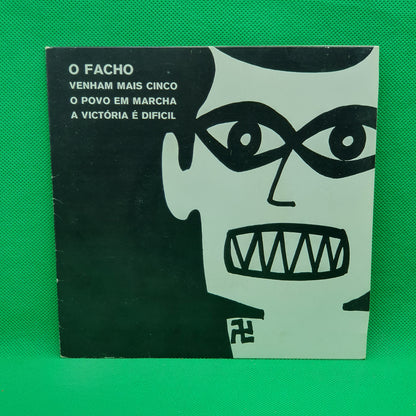 O FACHO
VENHAM MAIS CINCO
O POVO EM MARCHA
A VICTÓRIA É DIFICIL